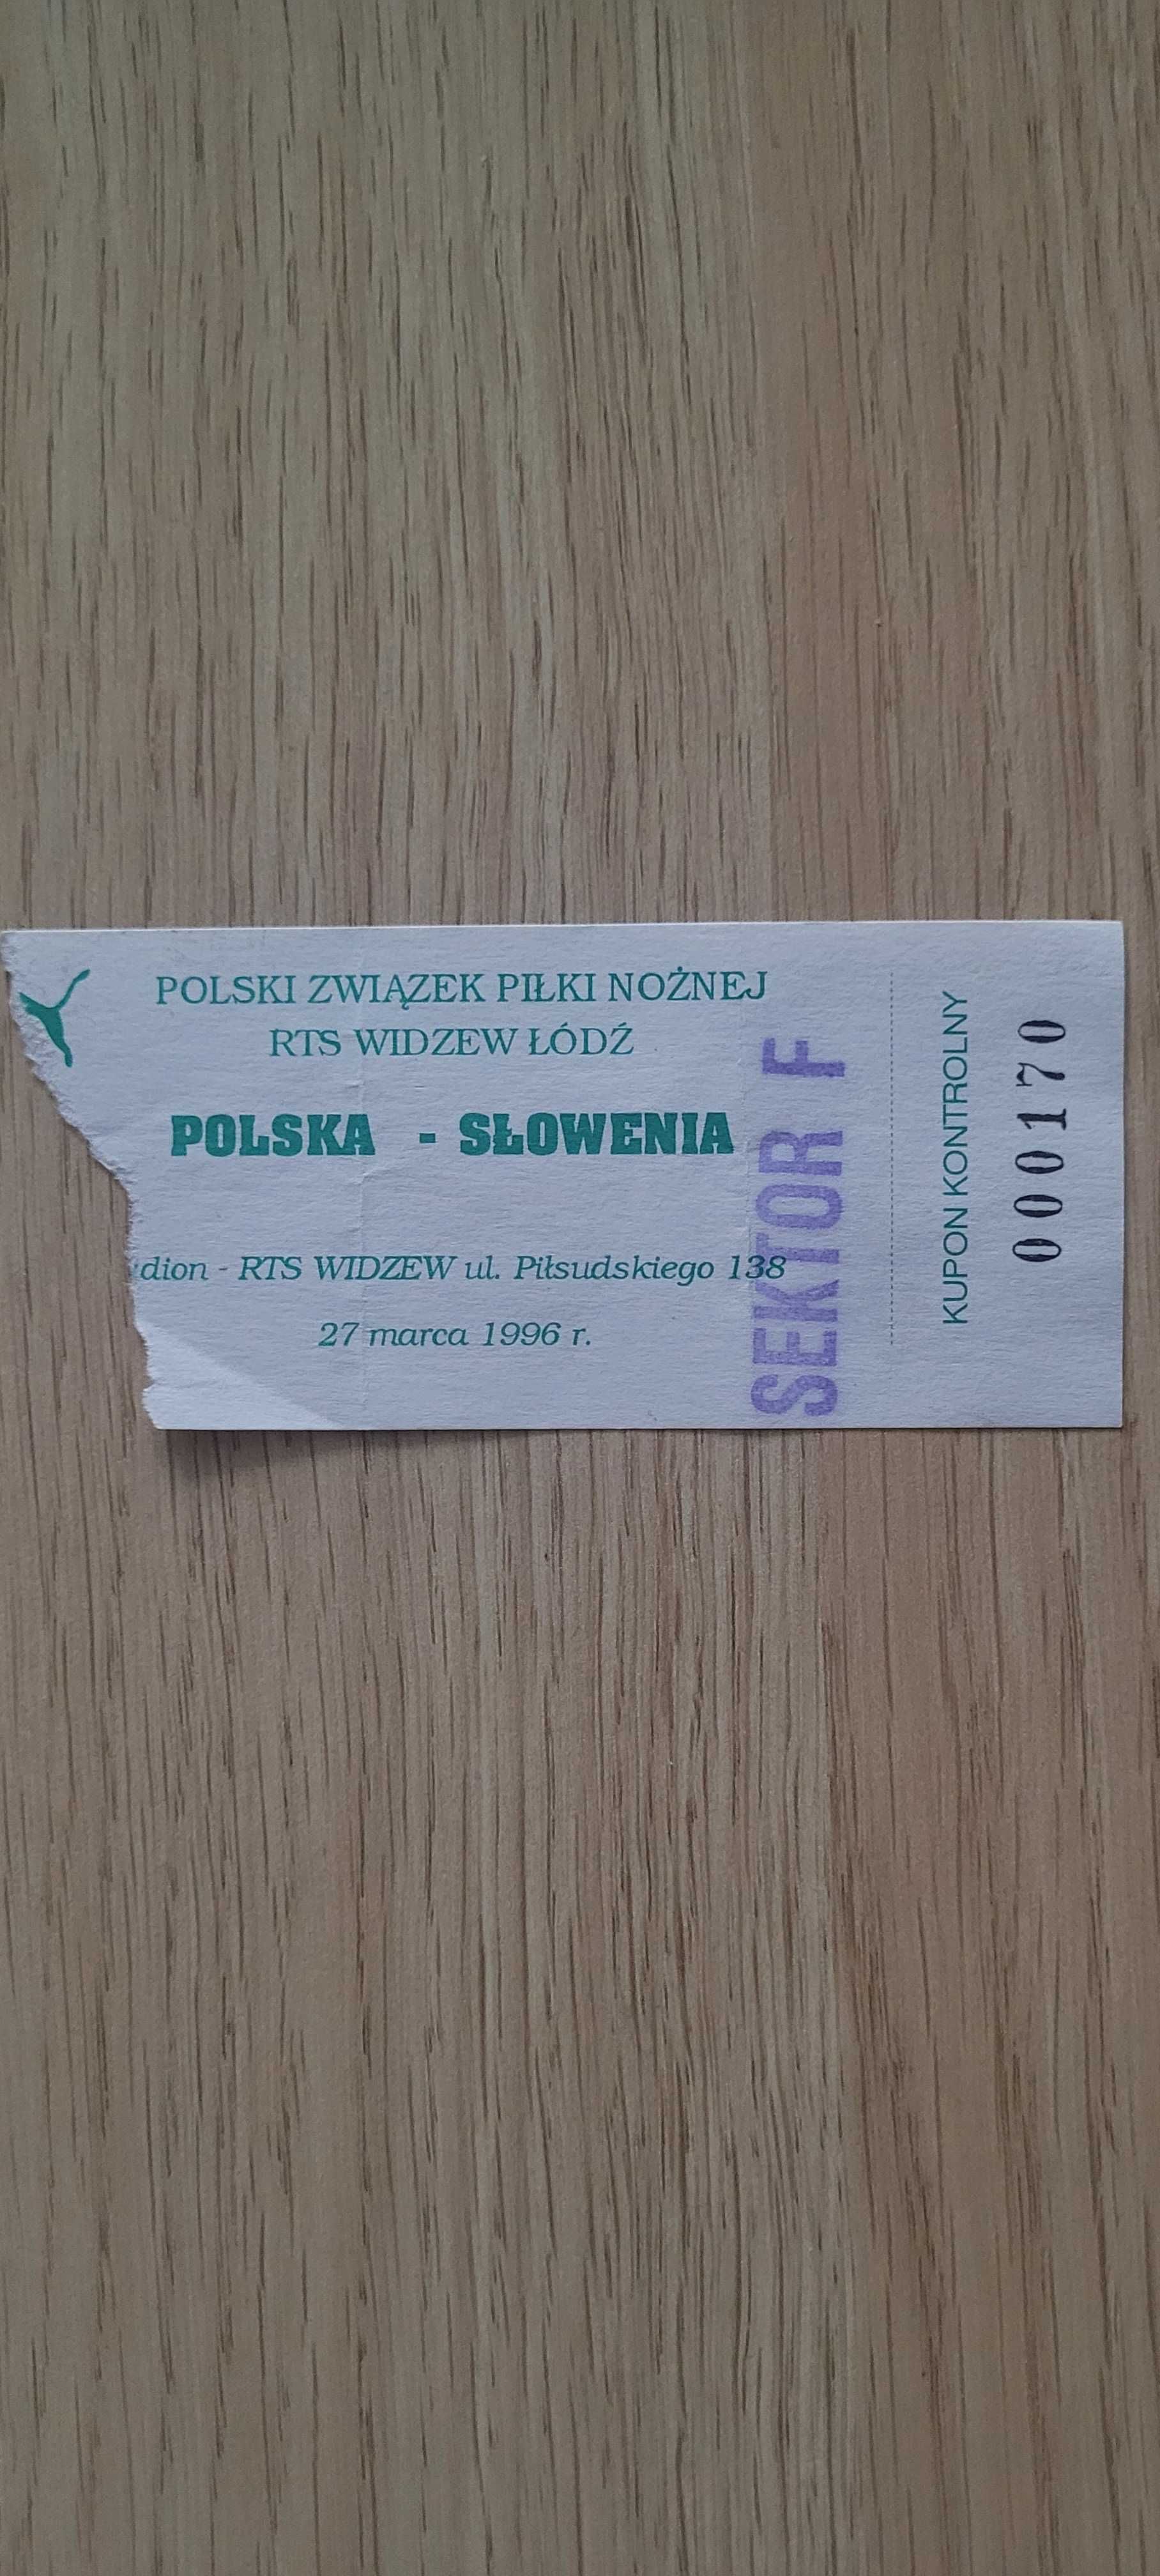 POLSKI ZWIĄZEK PIŁKI NOŻNEJ
RTS WIDZEW ŁÓDŹ
POLSKA - SŁOWENIA
dion - RTS WIDZEW ul. Piłsudskiego 138
27 marca 1996 r.
SEKTOR F
KUPON KONTROLNY
000170